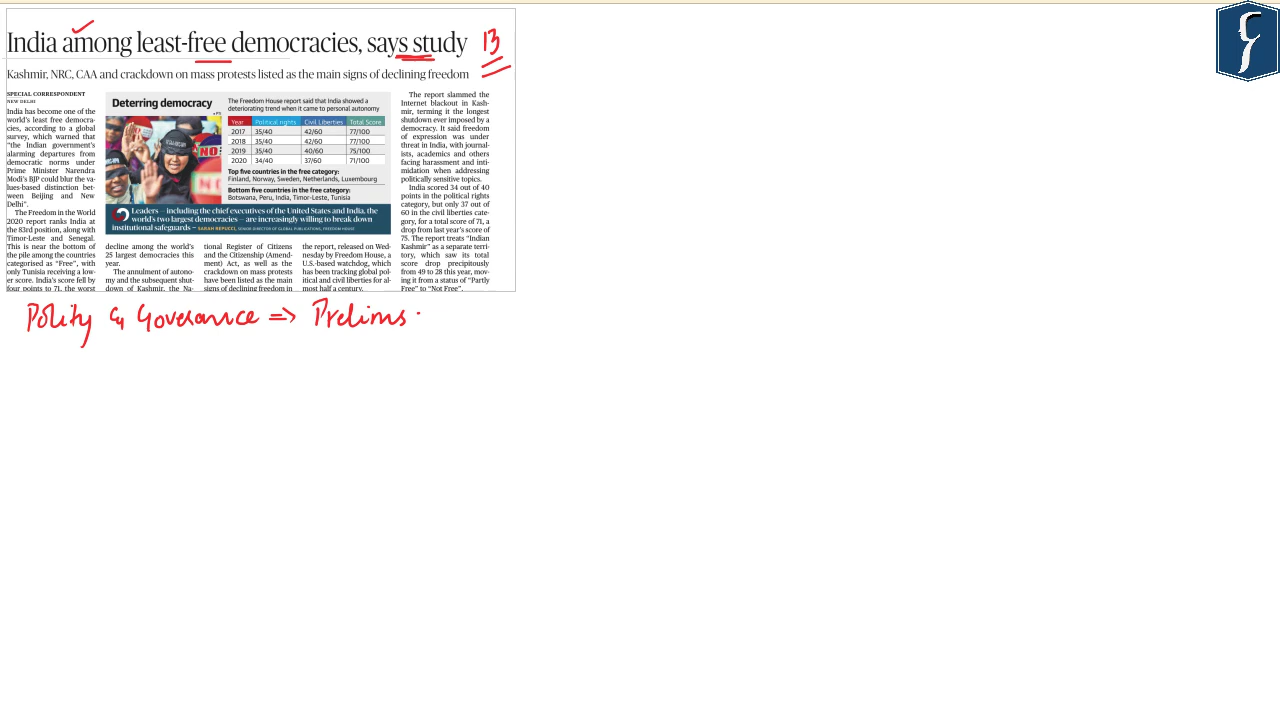 India among least-free democracies, says study
13
Kashmir, NRC, CAA and crackdown on mass protests listed as the main signs of declining freedom
SPECIAL CORRESPONDENT
NEW DELHI
India has become one of the
world's least free democra-
cies, according to a global
survey, which warned that
"the Indian government's
alarming departures from
democratic norms under
Prime Minister Narendra
Modi's BJP could blur the va-
lues-based distinction bet-
ween Beijing and New
Delhi".
The Freedom in the World
2020 report ranks India at
the 83rd position, along with
Timor-Leste and Senegal.
This is near the bottom of
the pile among the countries
categorised as "Free", with
only Tunisia receiving a low-
er score. India's score fell by
four points to 71, the worst
Deterring democracy
The Freedom House report said that India showed a
deteriorating trend when it came to personal autonomy
Year Political rights Civil Liberties Total Score
2017 35/40 42/60 77/100
2018 35/40 42/60 77/100
2019 35/40 40/60 75/100
2020 34/40 37/60 71/100
Top five countries in the free category:
Finland, Norway, Sweden, Netherlands, Luxembourg
Bottom five countries in the free category:
Botswana, Peru, India, Timor-Leste, Tunisia
NO
Leaders — including the chief executives of the United States and India, the
world's two largest democracies — are increasingly willing to break down
institutional safeguards – SARAH REPUCCI, SENIOR DIRECTOR OF GLOBAL PUBLICATIONS, FREEDOM HOUSE
decline among the world's
25 largest democracies this
year.
The annulment of autono-
my and the subsequent shut-
down of Kashmir, the Na-
tional Register of Citizens
and the Citizenship (Amend-
ment) Act, as well as the
crackdown on mass protests
have been listed as the main
signs of declining freedom in
the report, released on Wed-
nesday by Freedom House, a
U.S.-based watchdog, which
has been tracking global pol-
itical and civil liberties for al-
most half a century.
The report slammed the
Internet blackout in Kash-
mir, terming it the longest
shutdown ever imposed by a
democracy. It said freedom
of expression was under
threat in India, with journal-
ists, academics and others
facing harassment and inti-
midation when addressing
politically sensitive topics.
India scored 34 out of 40
points in the political rights
category, but only 37 out of
60 in the civil liberties cate-
gory, for a total score of 71, a
drop from last year's score of
75. The report treats "Indian
Kashmir" as a separate terri-
tory, which saw its total
score drop precipitously
from 49 to 28 this year, mov-
ing it from a status of "Partly
Free" to "Not Free".
Polity & Governance => Prelims.